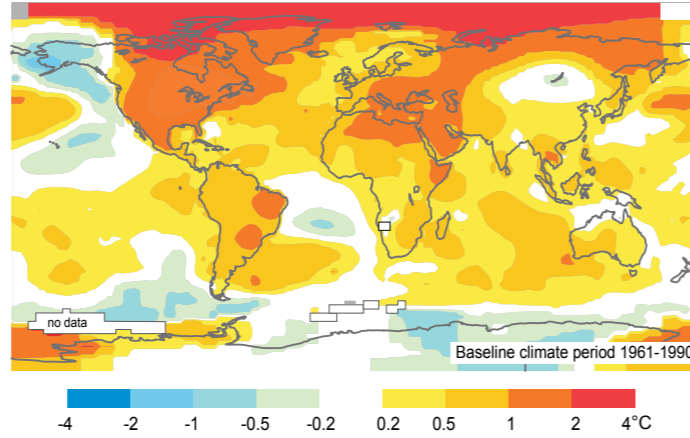 no data
Baseline climate period 1961-1990
-4 -2 -1 -0.5 -0.2 0.2 0.5 1 2 4°C